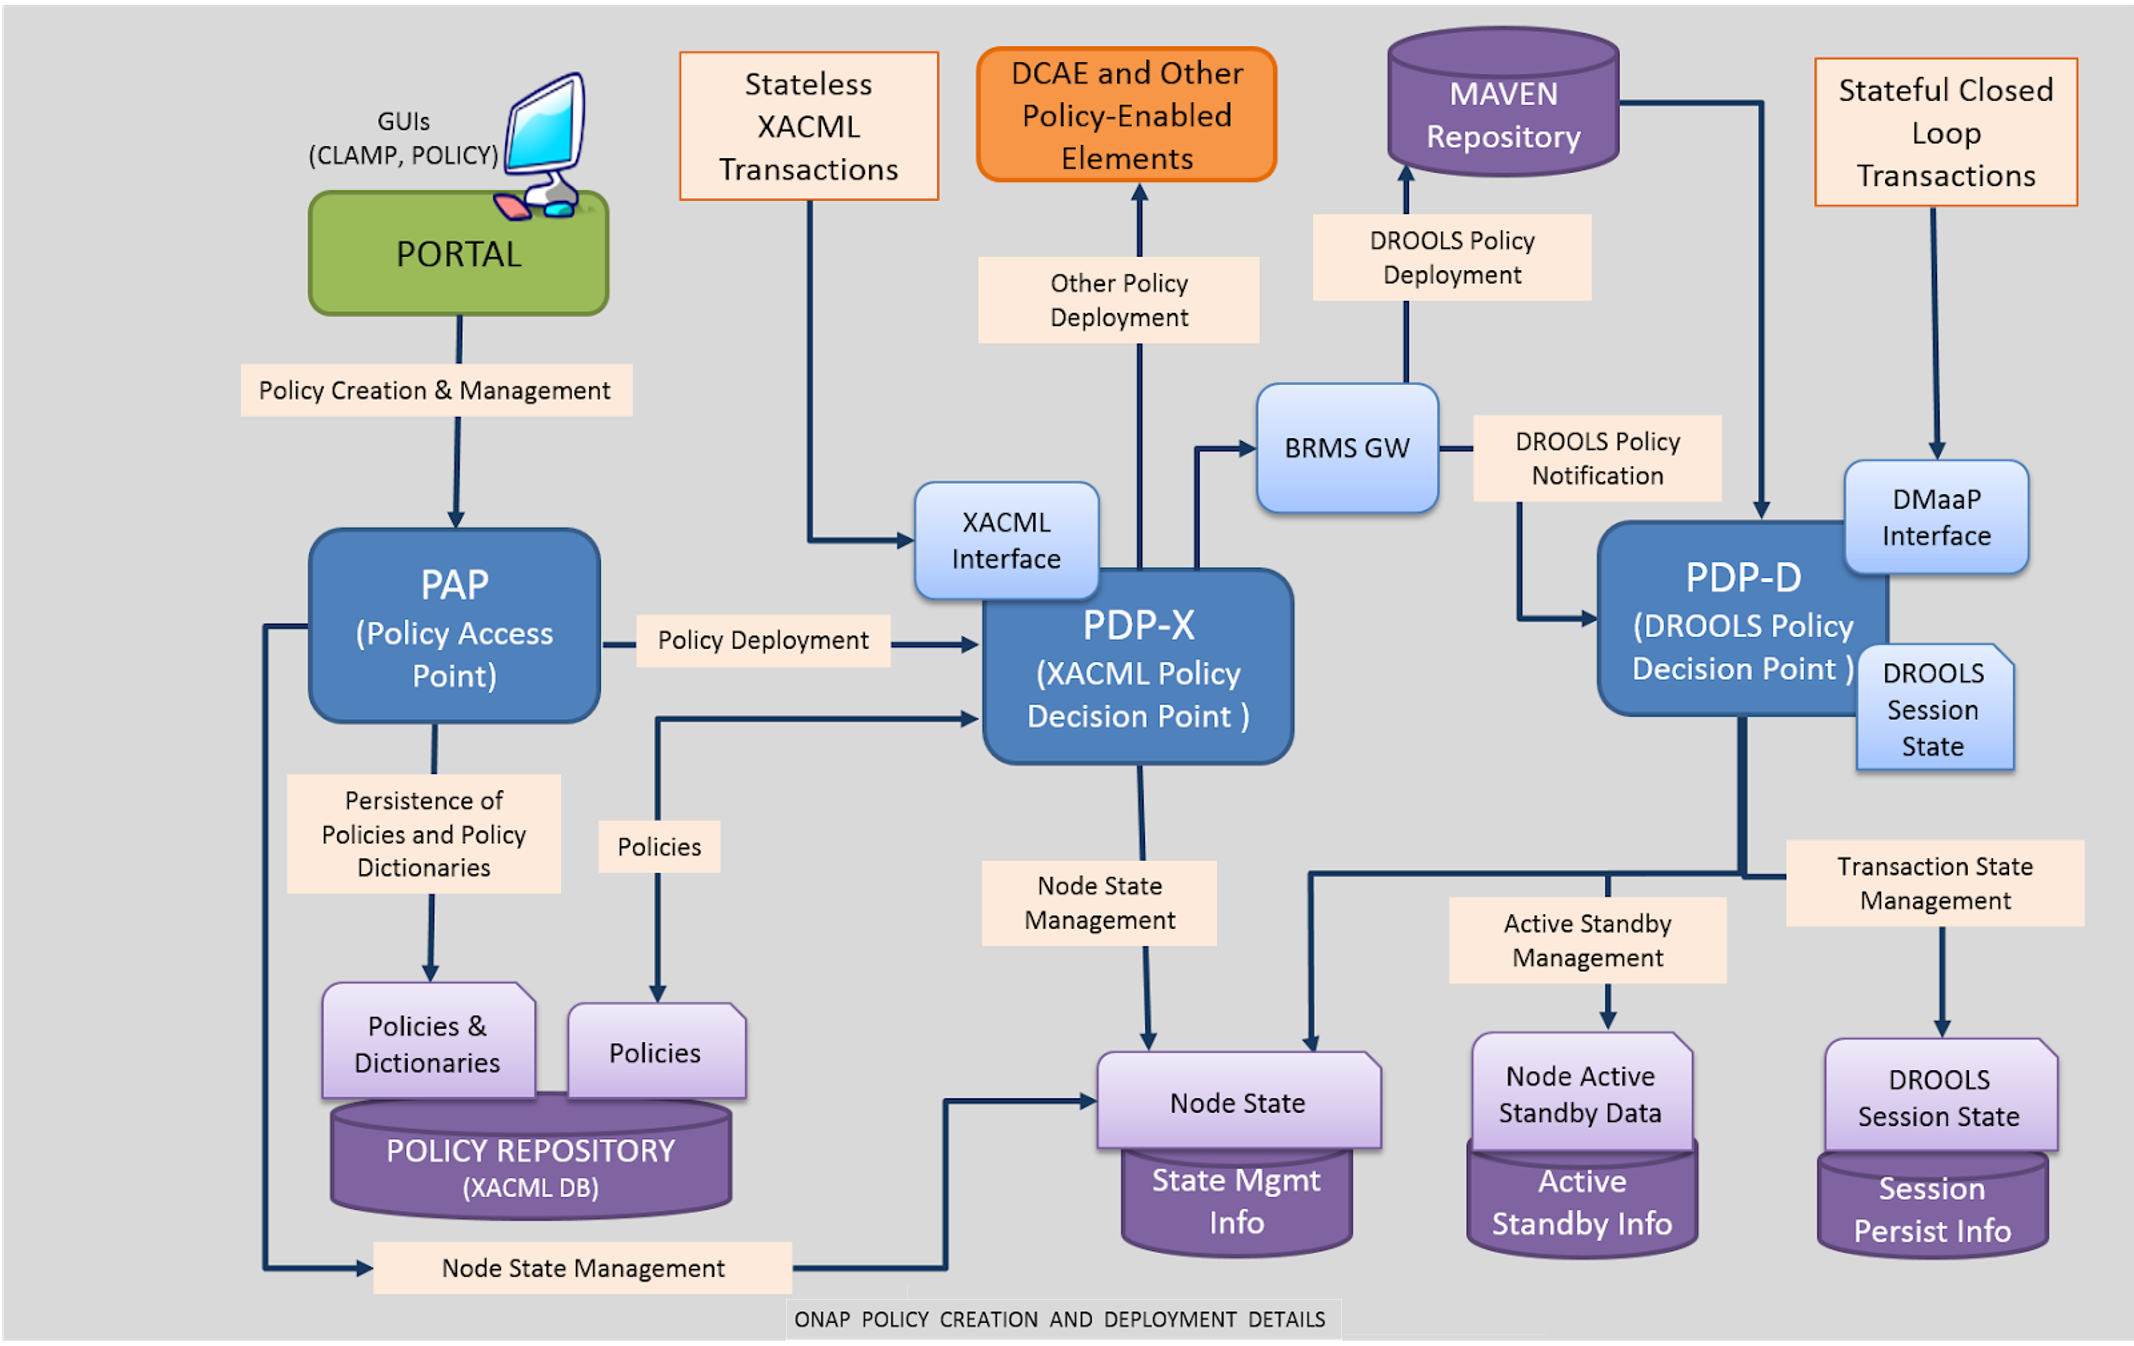 GUIs
(CLAMP, POLICY)
PORTAL
Stateless
XACML
Transactions
DCAE and Other
Policy-Enabled
Elements
MAVEN
Repository
Stateful Closed
Loop
Transactions
Policy Creation & Management
Other Policy
Deployment
DROOLS Policy
Deployment
BRMS GW
DROOLS Policy
Notification
XACML
Interface
DMaaP
Interface
PAP
(Policy Access
Point)
Policy Deployment
PDP-X
(XACML Policy
Decision Point )
PDP-D
(DROOLS Policy
Decision Point )
DROOLS
Session
State
Persistence of
Policies and Policy
Dictionaries
Policies
Node State
Management
Active Standby
Management
Transaction State
Management
Policies &
Dictionaries
Policies
POLICY REPOSITORY
(XACML DB)
Node State
State Mgmt
Info
Node Active
Standby Data
Active
Standby Info
DROOLS
Session State
Session
Persist Info
Node State Management
ONAP POLICY CREATION AND DEPLOYMENT DETAILS